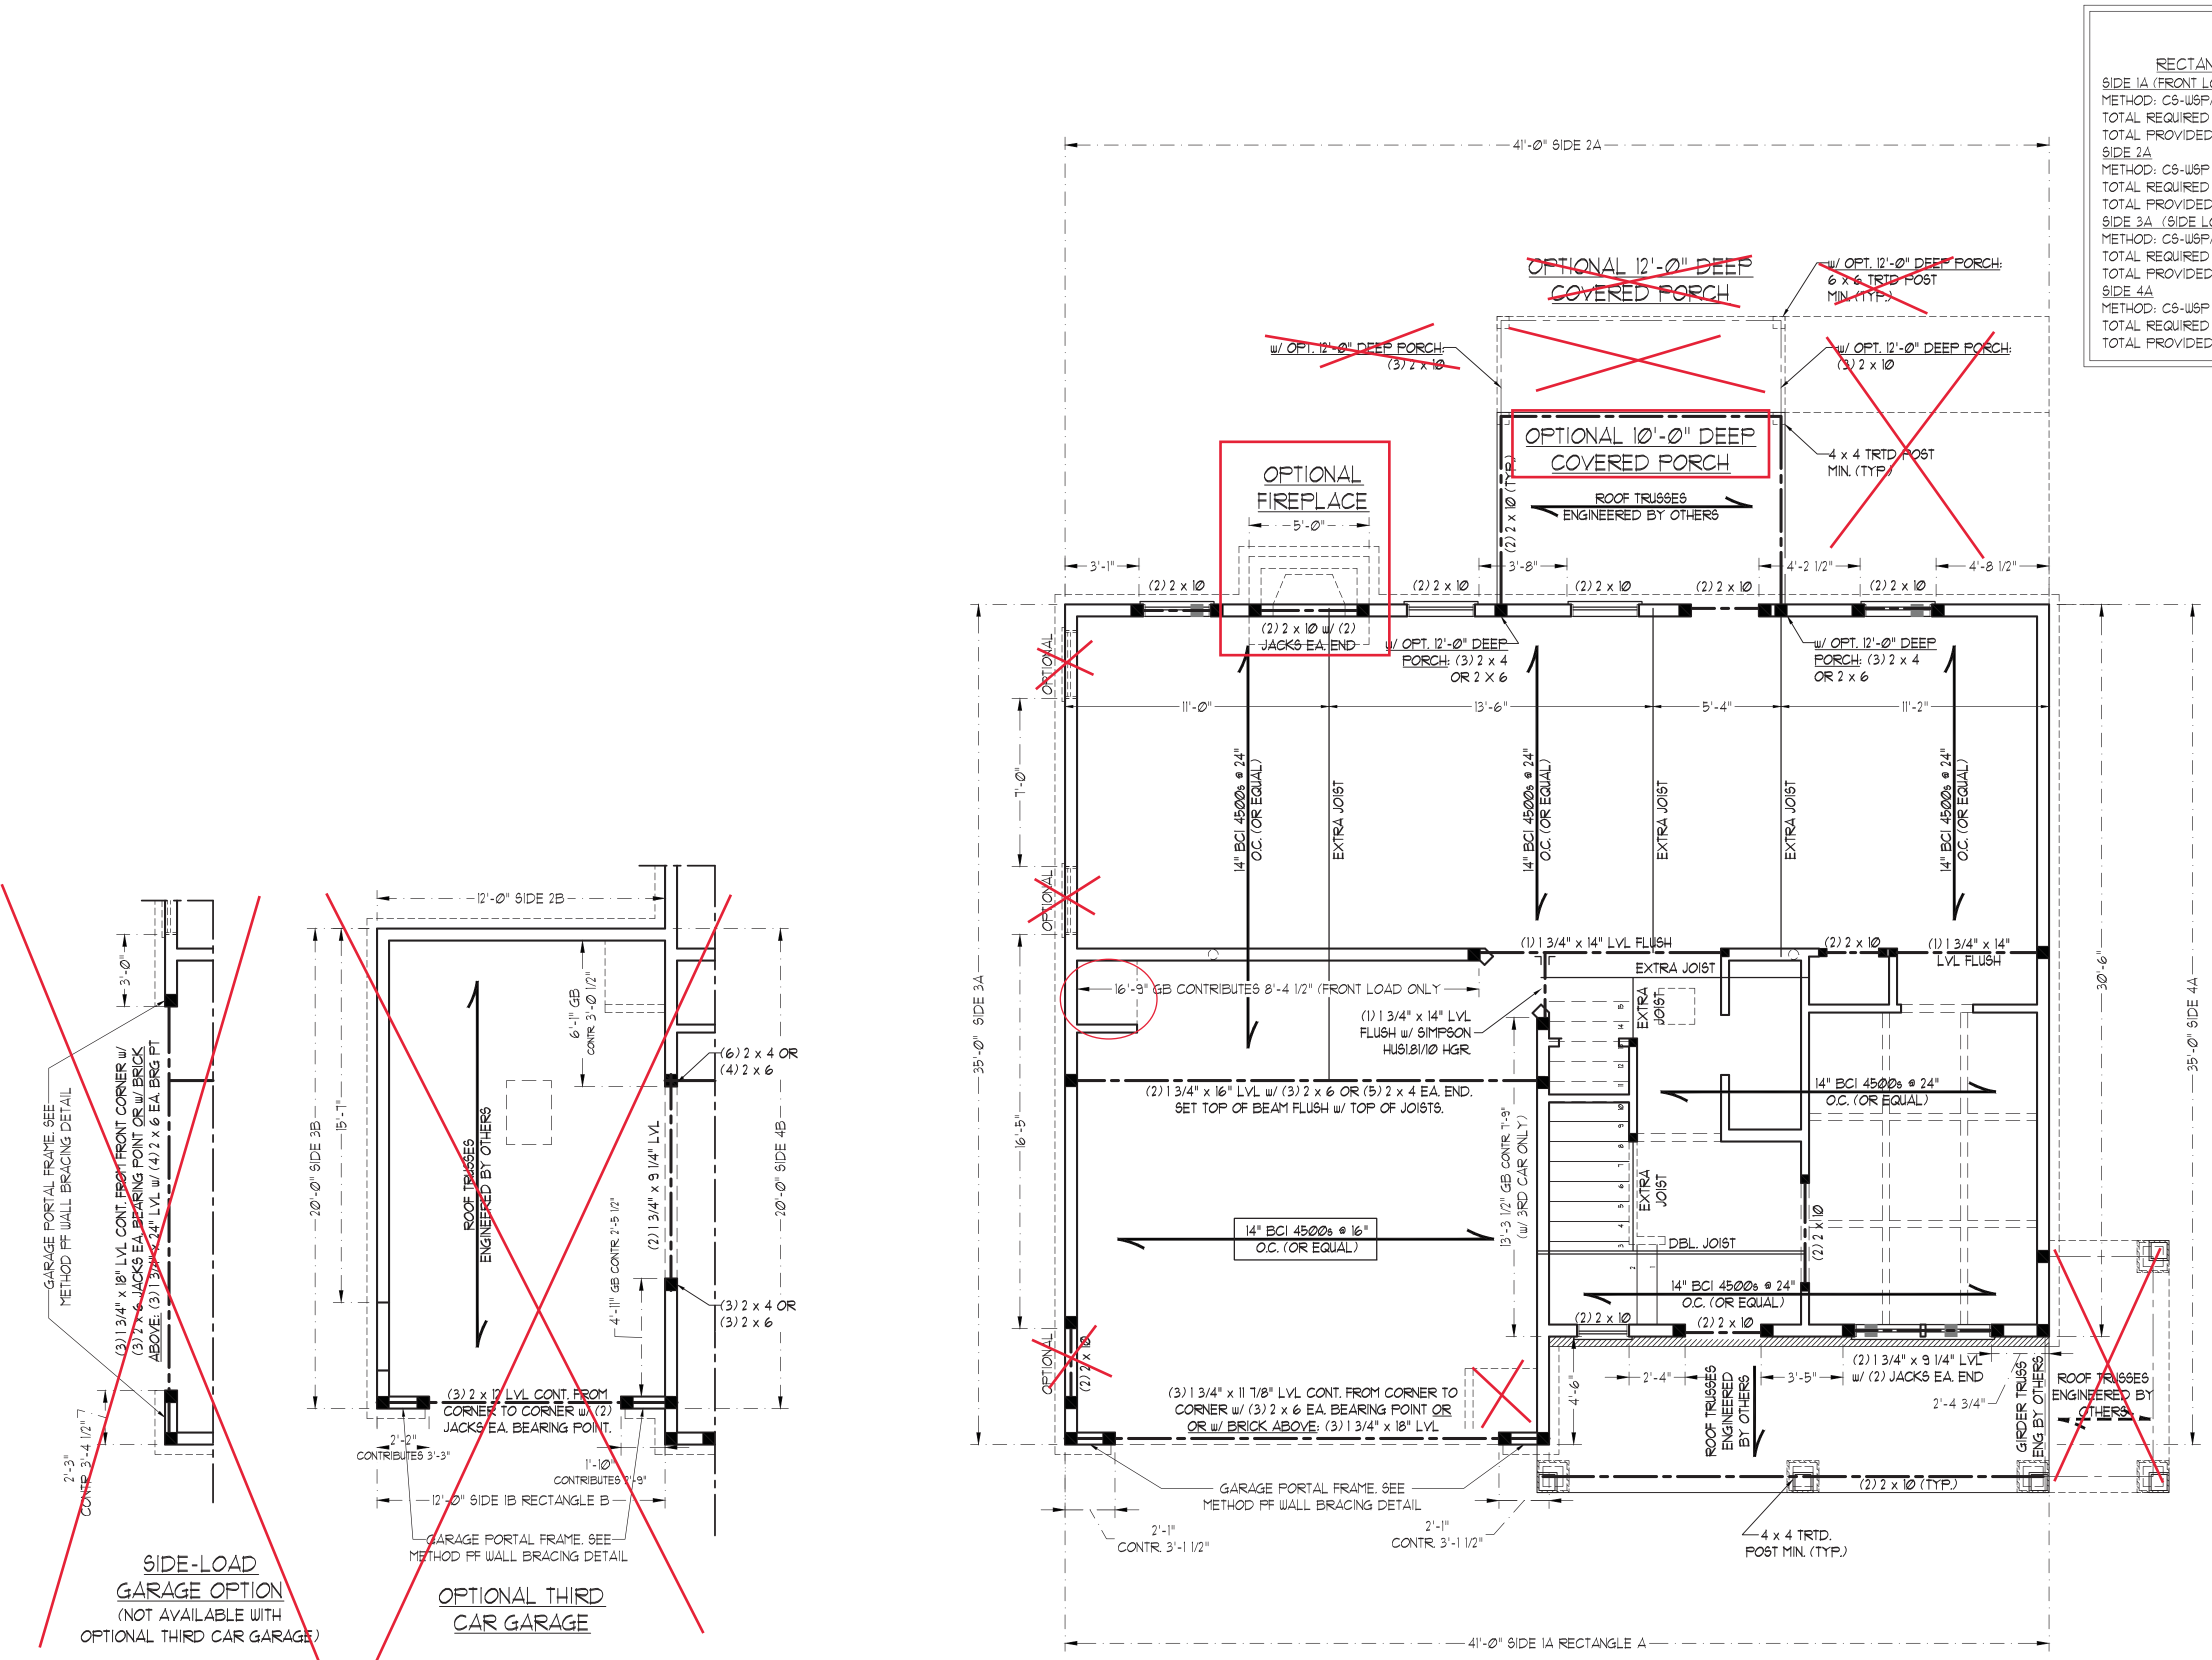 RECTAN
SIDE 1A (FRONT LO
METHOD: CS-WSP/
TOTAL REQUIRED
TOTAL PROVIDED
SIDE 2A
METHOD: CS-WSP
TOTAL REQUIRED
TOTAL PROVIDED
SIDE 3A (SIDE LO
METHOD: CS-WSP/
TOTAL REQUIRED
TOTAL PROVIDED
SIDE 4A
METHOD: CS-WSP
TOTAL REQUIRED
TOTAL PROVIDED
41'-0" SIDE 2A
OPTIONAL 12'-0" DEEP
COVERED PORCH
w/ OPT. 12'-0" DEEP PORCH:
6 x 6 TRTD POST
MIN. (TYP.)
w/ OPT. 12'-0" DEEP PORCH:
(3) 2 x 10
w/ OPT. 12'-0" DEEP PORCH:
(3) 2 x 10
OPTIONAL 10'-0" DEEP
COVERED PORCH
4 x 4 TRTD POST
MIN. (TYP.)
(2) 2 x 10 (TYP.)
ROOF TRUSSES
ENGINEERED BY OTHERS
OPTIONAL
FIREPLACE
5'-0"
3'-1"
3'-8"
4'-2 1/2"
4'-8 1/2"
(2) 2 x 10
(2) 2 x 10
(2) 2 x 10
(2) 2 x 10
(2) 2 x 10
(2) 2 x 10 w/ (2)
JACKS EA. END
w/ OPT. 12'-0" DEEP
PORCH: (3) 2 x 4
OR 2 X 6
w/ OPT. 12'-0" DEEP
PORCH: (3) 2 x 4
OR 2 x 6
OPTIONAL
11'-0"
13'-6"
5'-4"
11'-2"
7'-0"
14" BCI 4500s @ 24"
O.C. (OR EQUAL)
EXTRA JOIST
14" BCI 4500s @ 24"
O.C. (OR EQUAL)
EXTRA JOIST
EXTRA JOIST
14" BCI 4500s @ 24"
O.C. (OR EQUAL)
OPTIONAL
35'-0" SIDE 3A
30'-6"
35'-0" SIDE 4A
(1) 1 3/4" x 14" LVL FLUSH
(2) 2 x 10
(1) 1 3/4" x 14"
LVL FLUSH
EXTRA JOIST
16'-9" GB CONTRIBUTES 8'-4 1/2" (FRONT LOAD ONLY
EXTRA
JOIST
(1) 1 3/4" x 14" LVL
FLUSH w/ SIMPSON
HUS1.81/10 HGR.
15
14
12
11
10
9
8
7
6
5
4
3
2
1
14" BCI 4500s @ 24"
O.C. (OR EQUAL)
(2) 1 3/4" x 16" LVL w/ (3) 2 x 6 OR (5) 2 x 4 EA. END.
SET TOP OF BEAM FLUSH w/ TOP OF JOISTS.
16'-5"
13'-3 1/2" GB CONTR 7'-9"
(w/ 3RD CAR ONLY)
EXTRA
JOIST
(2) 2 x 10
14" BCI 4500s @ 16"
O.C. (OR EQUAL)
DBL. JOIST
14" BCI 4500s @ 24"
O.C. (OR EQUAL)
(2) 2 x 10
(2) 2 x 10
OPTIONAL
(2) 2 x 10
(2) 1 3/4" x 9 1/4" LVL
w/ (2) JACKS EA. END
2'-4"
3'-5"
2'-4 3/4"
4'-6"
(3) 1 3/4" x 11 7/8" LVL CONT. FROM CORNER TO
CORNER w/ (3) 2 x 6 EA. BEARING POINT OR
OR w/ BRICK ABOVE: (3) 1 3/4" x 18" LVL
ROOF TRUSSES
ENGINEERED
BY OTHERS
GIRDER TRUSS
ENG BY OTHERS
ROOF TRUSSES
ENGINEERED BY
OTHERS
GARAGE PORTAL FRAME. SEE
METHOD PF WALL BRACING DETAIL
(2) 2 x 10 (TYP.)
2'-1"
CONTR. 3'-1 1/2"
2'-1"
CONTR. 3'-1 1/2"
4 x 4 TRTD.
POST MIN. (TYP.)
41'-0" SIDE 1A RECTANGLE A
GARAGE PORTAL FRAME. SEE
METHOD PF WALL BRACING DETAIL
3'-0"
(3) 1 3/4" x 18" LVL CONT. FROM FRONT CORNER w/
(3) 2 x 6 JACKS EA. BEARING POINT OR w/ BRICK
ABOVE: (3) 1 3/4" x 24" LVL w/ (4) 2 x 6 EA. BRG PT
2'-3"
CONTR. 3'-4 1/2"
SIDE-LOAD
GARAGE OPTION
(NOT AVAILABLE WITH
OPTIONAL THIRD CAR GARAGE)
12'-0" SIDE 2B
20'-0" SIDE 3B
15'-7"
6'-1" GB
CONTR. 3'-0 1/2"
(6) 2 x 4 OR
(4) 2 x 6
ROOF TRUSSES
ENGINEERED BY OTHERS
(2) 1 3/4" x 9 1/4" LVL
20'-0" SIDE 4B
4'-11" GB CONTR. 2'-5 1/2"
(3) 2 x 4 OR
(3) 2 x 6
(3) 2 x 12 LVL CONT. FROM
CORNER TO CORNER w/ (2)
JACKS EA. BEARING POINT.
2'-2"
CONTRIBUTES 3'-3"
1'-10"
CONTRIBUTES 2'-9"
12'-0" SIDE 1B RECTANGLE B
GARAGE PORTAL FRAME. SEE
METHOD PF WALL BRACING DETAIL
OPTIONAL THIRD
CAR GARAGE